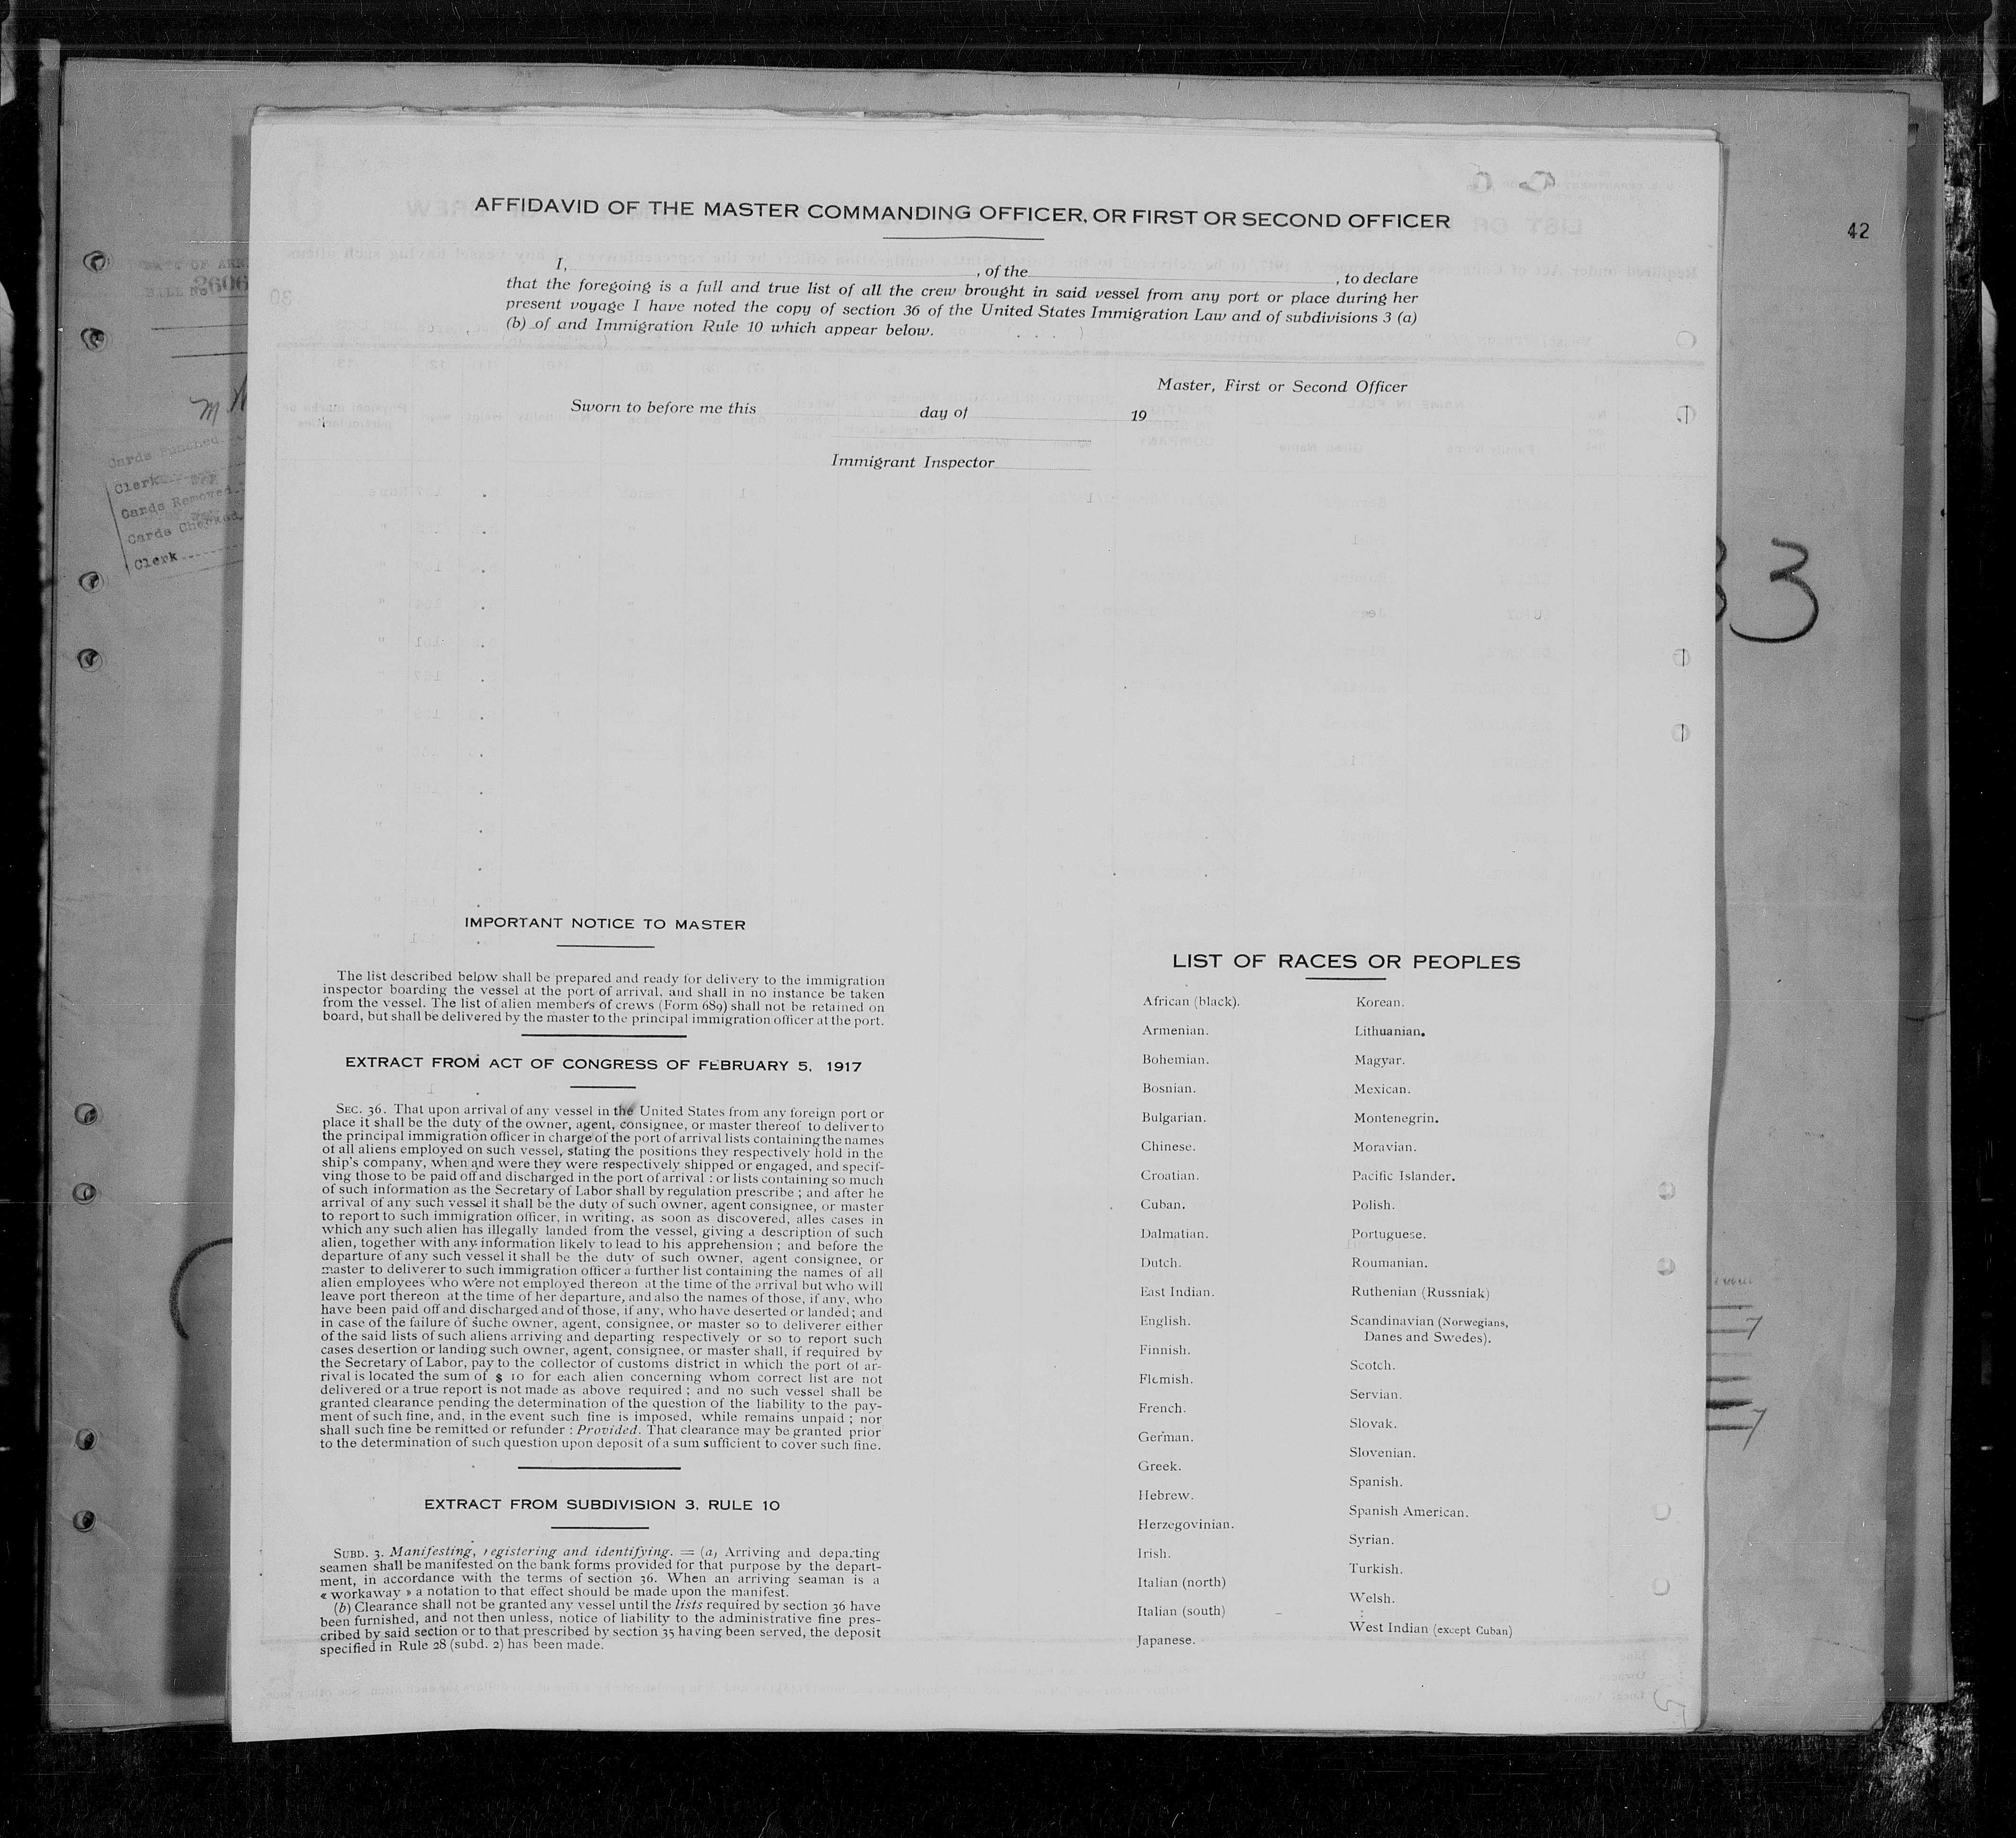 AFFIDAVID OF THE MASTER COMMANDING OFFICER, OR FIRST OR SECOND OFFICER
42
I, , of the , to declare
that the foregoing is a full and true list of all the crew brought in said vessel from any port or place during her
present voyage I have noted the copy of section 36 of the United States Immigration Law and of subdivisions 3 (a)
(b) of and Immigration Rule 10 which appear below.
Master, First or Second Officer
Sworn to before me this day of 19
Immigrant Inspector
Cards Punched
Clerk
Cards Removed
Cards Checked
Clerk
33
IMPORTANT NOTICE TO MASTER
The list described below shall be prepared and ready for delivery to the immigration
inspector boarding the vessel at the port of arrival, and shall in no instance be taken
from the vessel. The list of alien members of crews (Form 689) shall not be retained on
board, but shall be delivered by the master to the principal immigration officer at the port.
EXTRACT FROM ACT OF CONGRESS OF FEBRUARY 5, 1917
SEC. 36. That upon arrival of any vessel in the United States from any foreign port or
place it shall be the duty of the owner, agent, consignee, or master thereof to deliver to
the principal immigration officer in charge of the port of arrival lists containing the names
of all aliens employed on such vessel, stating the positions they respectively hold in the
ship's company, when and were they were respectively shipped or engaged, and specif-
ving those to be paid off and discharged in the port of arrival : or lists containing so much
of such information as the Secretary of Labor shall by regulation prescribe ; and after he
arrival of any such vessel it shall be the duty of such owner, agent consignee, or master
to report to such immigration officer, in writing, as soon as discovered, alles cases in
which any such alien has illegally landed from the vessel, giving a description of such
alien, together with any information likely to lead to his apprehension ; and before the
departure of any such vessel it shall be the duty of such owner, agent consignee, or
master to deliverer to such immigration officer a further list containing the names of all
alien employees who were not employed thereon at the time of the arrival but who will
leave port thereon at the time of her departure, and also the names of those, if any, who
have been paid off and discharged and of those, if any, who have deserted or landed ; and
in case of the failure of suche owner, agent, consignee, or master so to deliverer either
of the said lists of such aliens arriving and departing respectively or so to report such
cases desertion or landing such owner, agent, consignee, or master shall, if required by
the Secretary of Labor, pay to the collector of customs district in which the port of ar-
rival is located the sum of $ 10 for each alien concerning whom correct list are not
delivered or a true report is not made as above required ; and no such vessel shall be
granted clearance pending the determination of the question of the liability to the pay-
ment of such fine, and, in the event such fine is imposed, while remains unpaid ; nor
shall such fine be remitted or refunder : Provided. That clearance may be granted prior
to the determination of such question upon deposit of a sum sufficient to cover such fine.
EXTRACT FROM SUBDIVISION 3. RULE 10
SUBD. 3. Manifesting, registering and identifying. = (a) Arriving and departing
seamen shall be manifested on the bank forms provided for that purpose by the depart-
ment, in accordance with the terms of section 36. When an arriving seaman is a
« workaway » a notation to that effect should be made upon the manifest.
(b) Clearance shall not be granted any vessel until the lists required by section 36 have
been furnished, and not then unless, notice of liability to the administrative fine pres-
cribed by said section or to that prescribed by section 35 having been served, the deposit
specified in Rule 28 (subd. 2) has been made.
LIST OF RACES OR PEOPLES
African (black).
Armenian.
Bohemian.
Bosnian.
Bulgarian.
Chinese.
Croatian.
Cuban.
Dalmatian.
Dutch.
East Indian.
English.
Finnish.
Flemish.
French.
German.
Greek.
Hebrew.
Herzegovinian.
Irish.
Italian (north)
Italian (south)
Japanese.
Korean.
Lithuanian.
Magyar.
Mexican.
Montenegrin.
Moravian.
Pacific Islander.
Polish.
Portuguese.
Roumanian.
Ruthenian (Russniak)
Scandinavian (Norwegians,
Danes and Swedes).
Scotch.
Servian.
Slovak.
Slovenian.
Spanish.
Spanish American.
Syrian.
Turkish.
Welsh.
West Indian (except Cuban)